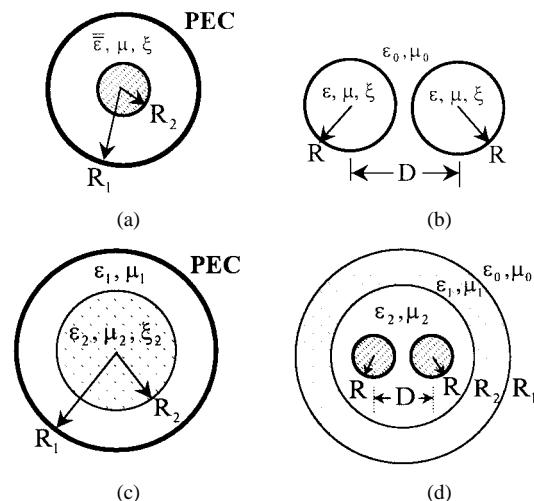 PEC
ε̿, μ, ξ
R₂
R₁
(a)
ε₀, μ₀
ε, μ, ξ
ε, μ, ξ
R
R
D
(b)
PEC
ε₁, μ₁
ε₂, μ₂, ξ₂
R₂
R₁
(c)
ε₀, μ₀
ε₁, μ₁
ε₂, μ₂
R
R
R₂
R₁
D
(d)